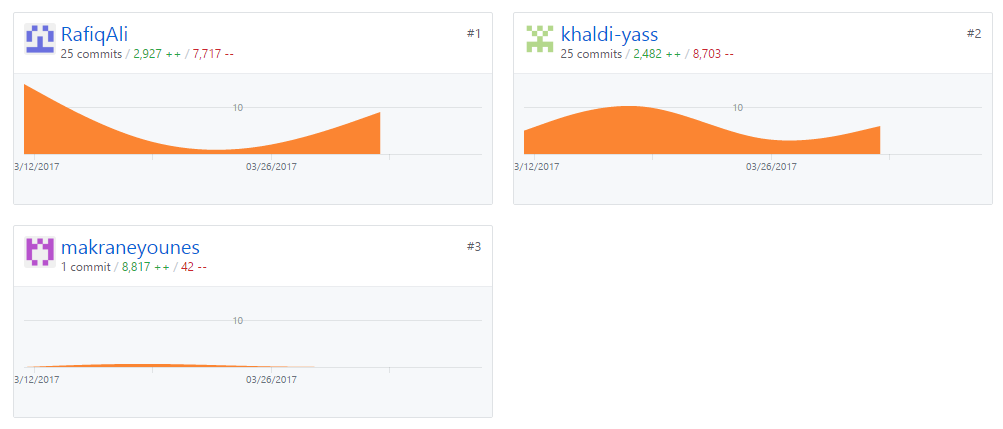 RafiqAli #1
25 commits / 2,927 ++ / 7,717 --
10
3/12/2017 03/26/2017
khaldi-yass #2
25 commits / 2,482 ++ / 8,703 --
10
3/12/2017 03/26/2017
makraneyounes #3
1 commit / 8,817 ++ / 42 --
10
3/12/2017 03/26/2017